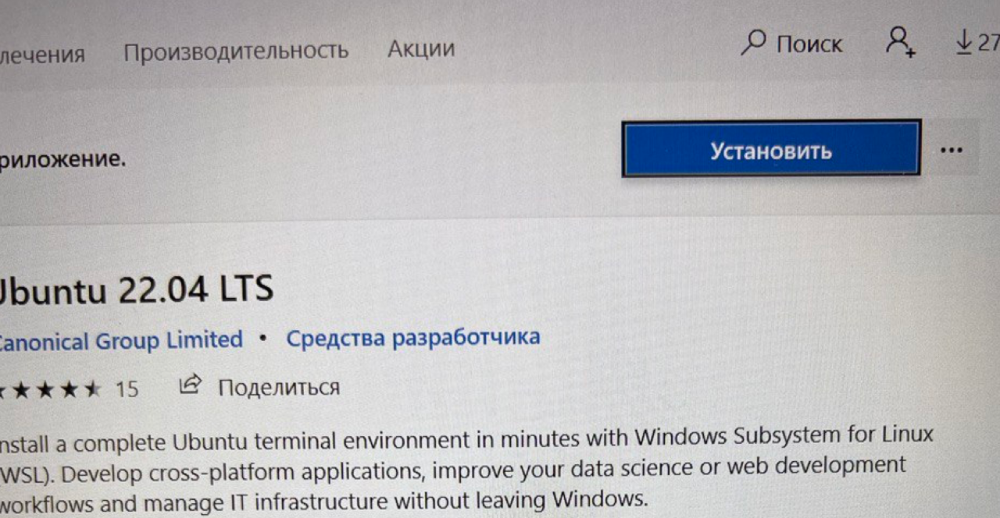 лечения Производительность Акции Поиск 27
риложение. Установить ...
Ubuntu 22.04 LTS
Canonical Group Limited • Средства разработчика
15 Поделиться
nstall a complete Ubuntu terminal environment in minutes with Windows Subsystem for Linux
WSL). Develop cross-platform applications, improve your data science or web development
workflows and manage IT infrastructure without leaving Windows.